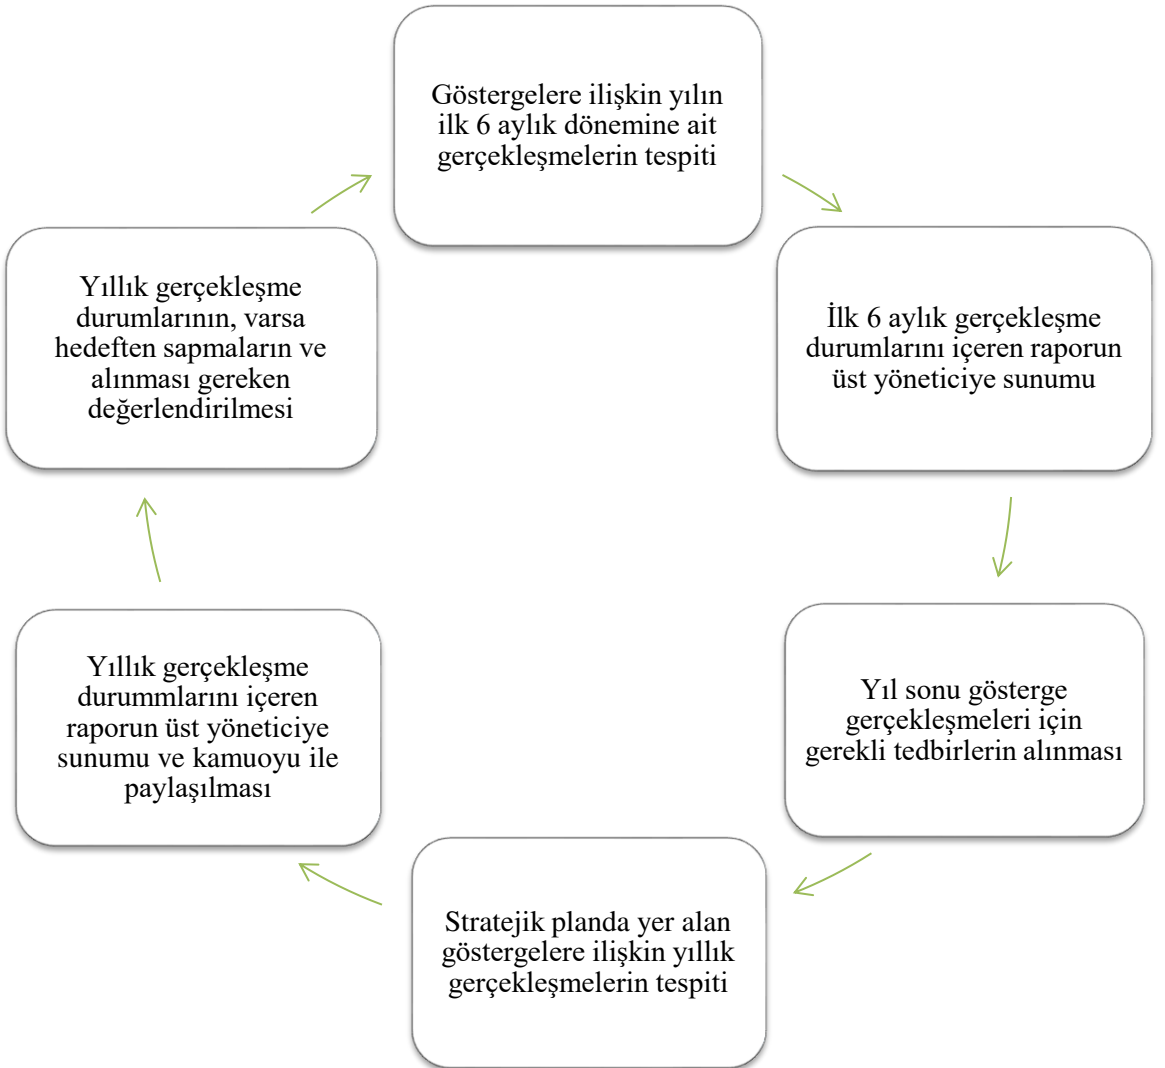 Göstergelere ilişkin yılın
ilk 6 aylık dönemine ait
gerçekleşmelerin tespiti
İlk 6 aylık gerçekleşme
durumlarını içeren raporun
üst yöneticiye sunumu
Yıl sonu gösterge
gerçekleşmeleri için
gerekli tedbirlerin alınması
Stratejik planda yer alan
göstergelere ilişkin yıllık
gerçekleşmelerin tespiti
Yıllık gerçekleşme
durummlarını içeren
raporun üst yöneticiye
sunumu ve kamuoyu ile
paylaşılması
Yıllık gerçekleşme
durumlarının, varsa
hedeften sapmaların ve
alınması gereken
değerlendirilmesi